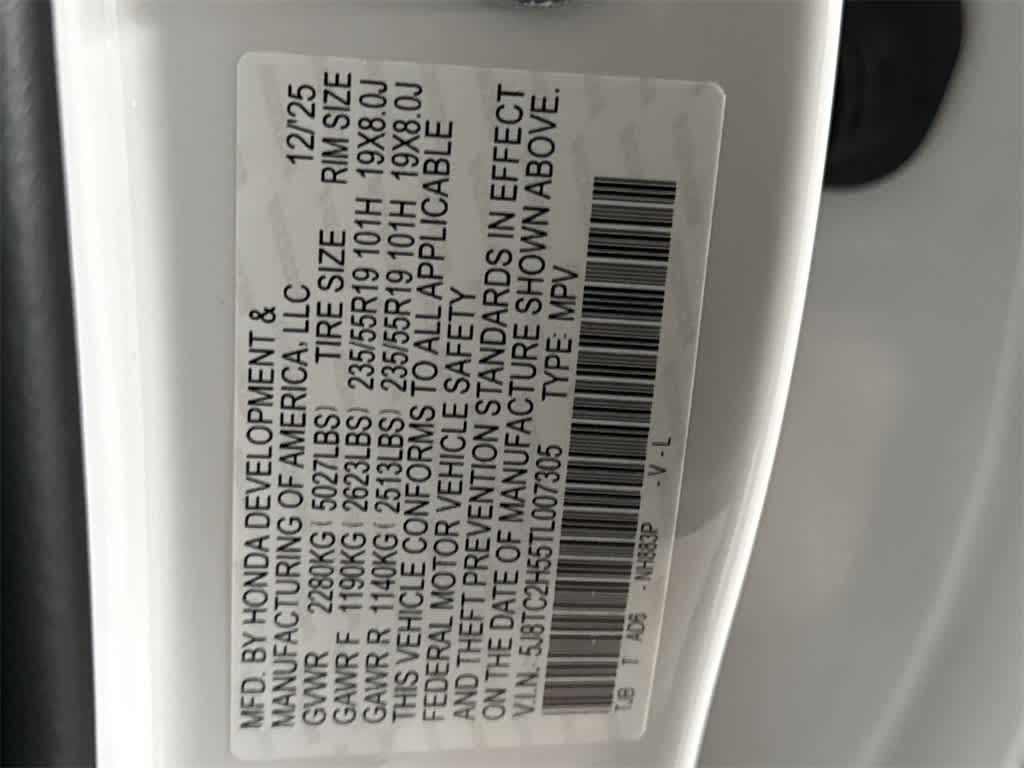 MFD. BY HONDA DEVELOPMENT &
MANUFACTURING OF AMERICA, LLC 12/'25
GVWR 2280KG ( 5027LBS) TIRE SIZE RIM SIZE
GAWR F 1190KG ( 2623LBS) 235/55R19 101H 19X8.0J
GAWR R 1140KG ( 2513LBS) 235/55R19 101H 19X8.0J
THIS VEHICLE CONFORMS TO ALL APPLICABLE
FEDERAL MOTOR VEHICLE SAFETY
AND THEFT PREVENTION STANDARDS IN EFFECT
ON THE DATE OF MANUFACTURE SHOWN ABOVE.
V.I.N.: 5J8TC2H55TL007305 TYPE: MPV
TJB T AD6 - NH883P - V - L